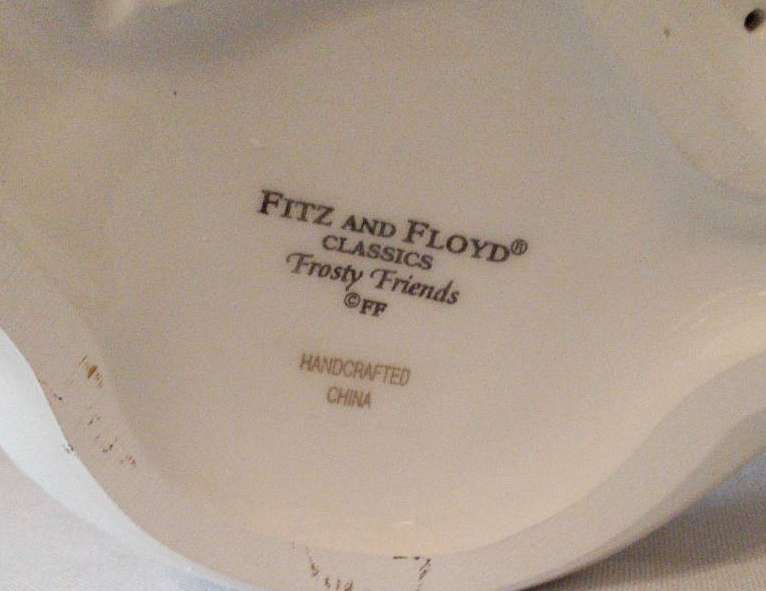 FITZ AND FLOYD®
CLASSICS
Frosty Friends
©FF
HANDCRAFTED
CHINA